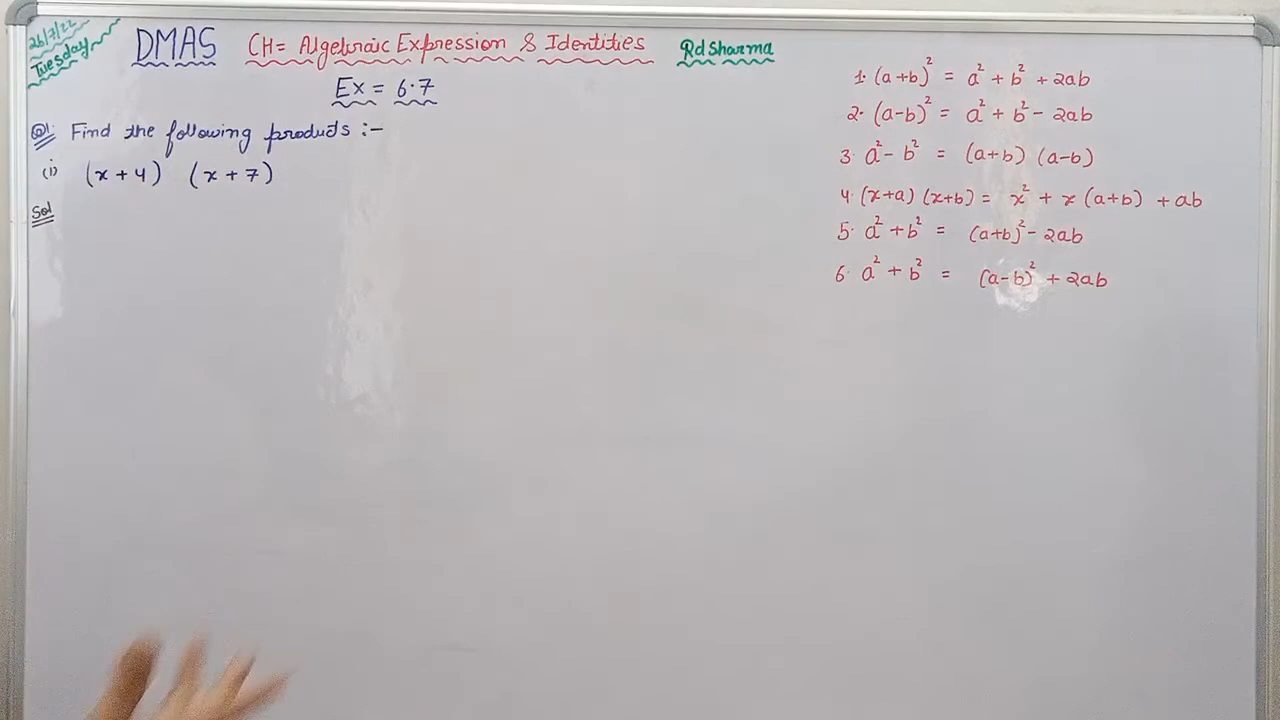 26/7/22
Tuesday
DMAS CH= Algebraic Expression & Identities Rd Sharma
Ex = 6.7
Q1. Find the following products :-
(i) (x+4) (x+7)
Sol
1. (a+b)² = a² + b² + 2ab
2. (a-b)² = a² + b² - 2ab
3. a² - b² = (a+b) (a-b)
4. (x+a) (x+b) = x² + x (a+b) + ab
5. a² + b² = (a+b)² - 2ab
6. a² + b² = (a-b)² + 2ab